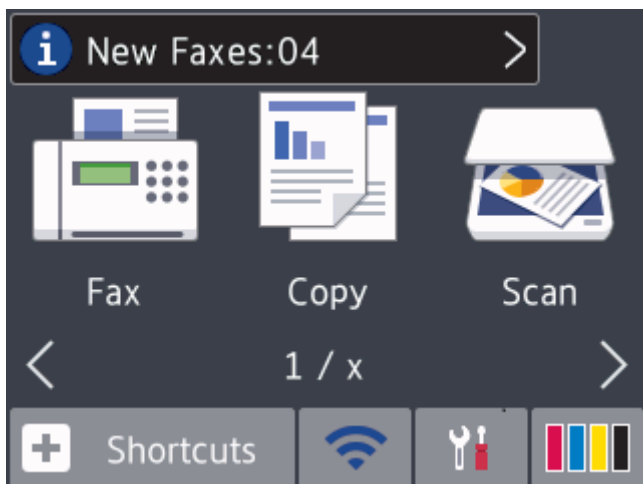 i New Faxes:04 >
Fax Copy Scan
< 1 / x >
+ Shortcuts